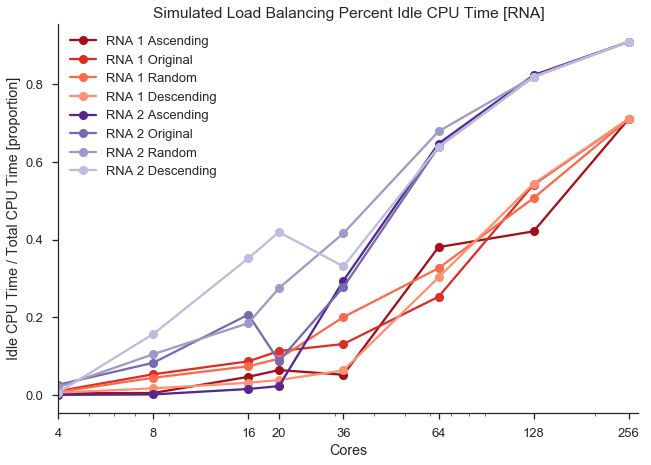 Simulated Load Balancing Percent Idle CPU Time [RNA]
Idle CPU Time / Total CPU Time [proportion]
RNA 1 Ascending
RNA 1 Original
RNA 1 Random
RNA 1 Descending
RNA 2 Ascending
RNA 2 Original
RNA 2 Random
RNA 2 Descending
0.8
0.6
0.4
0.2
0.0
4 8 16 20 36 64 128 256
Cores